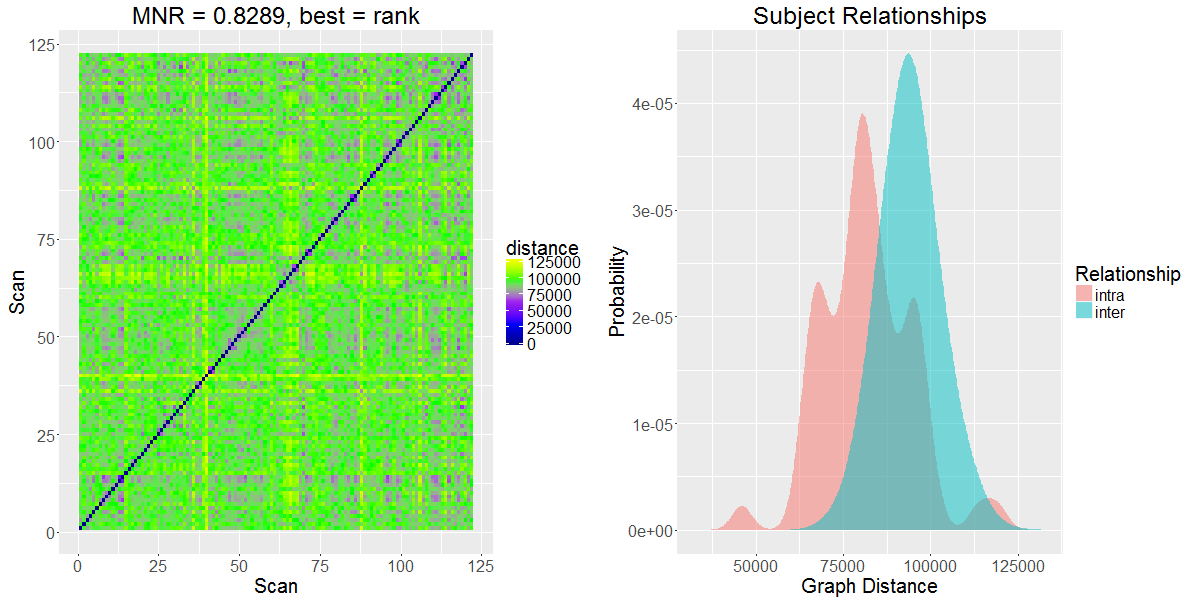 MNR = 0.8289, best = rank
Scan
125
100
75
50
25
0
0 25 50 75 100 125
Scan
distance
125000
100000
75000
50000
25000
0
Subject Relationships
Probability
4e-05
3e-05
2e-05
1e-05
0e+00
50000 75000 100000 125000
Graph Distance
Relationship
intra
inter